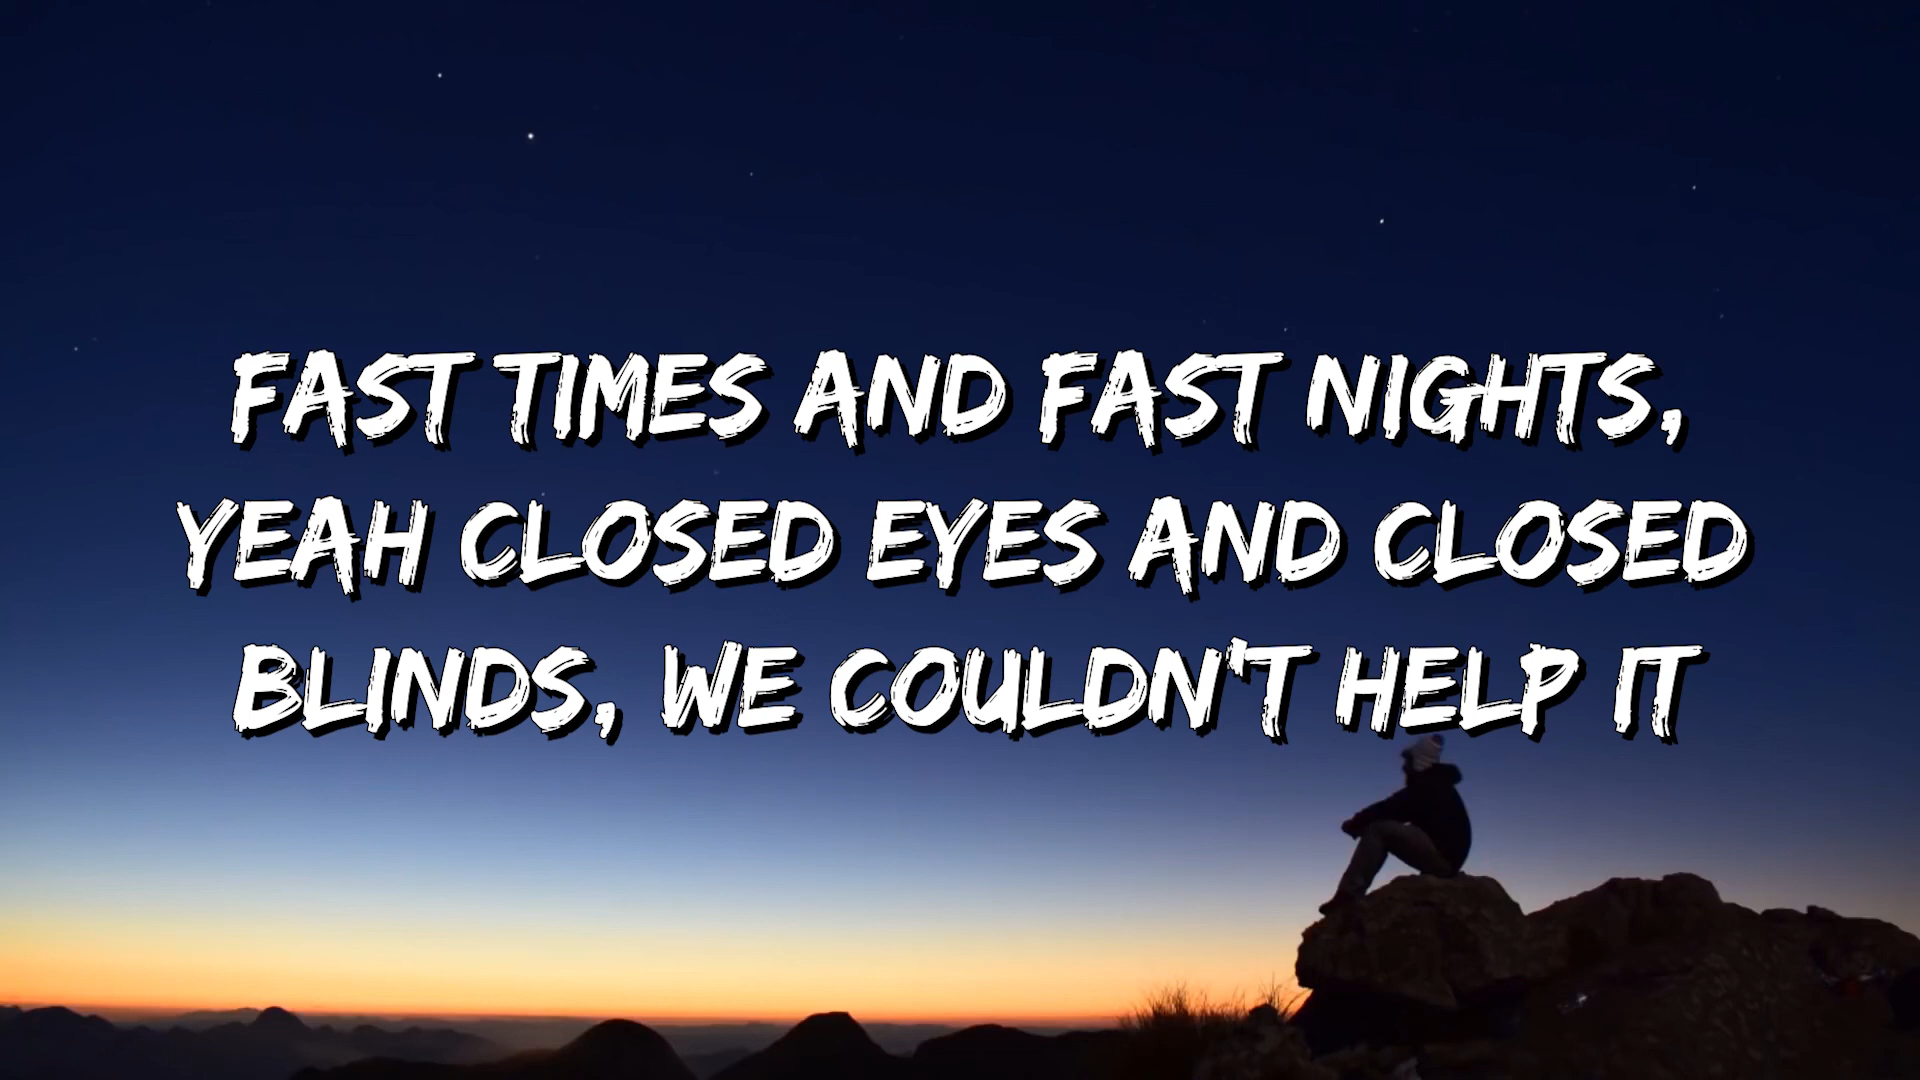 FAST TIMES AND FAST NIGHTS,
YEAH CLOSED EYES AND CLOSED
BLINDS, WE COULDN'T HELP IT